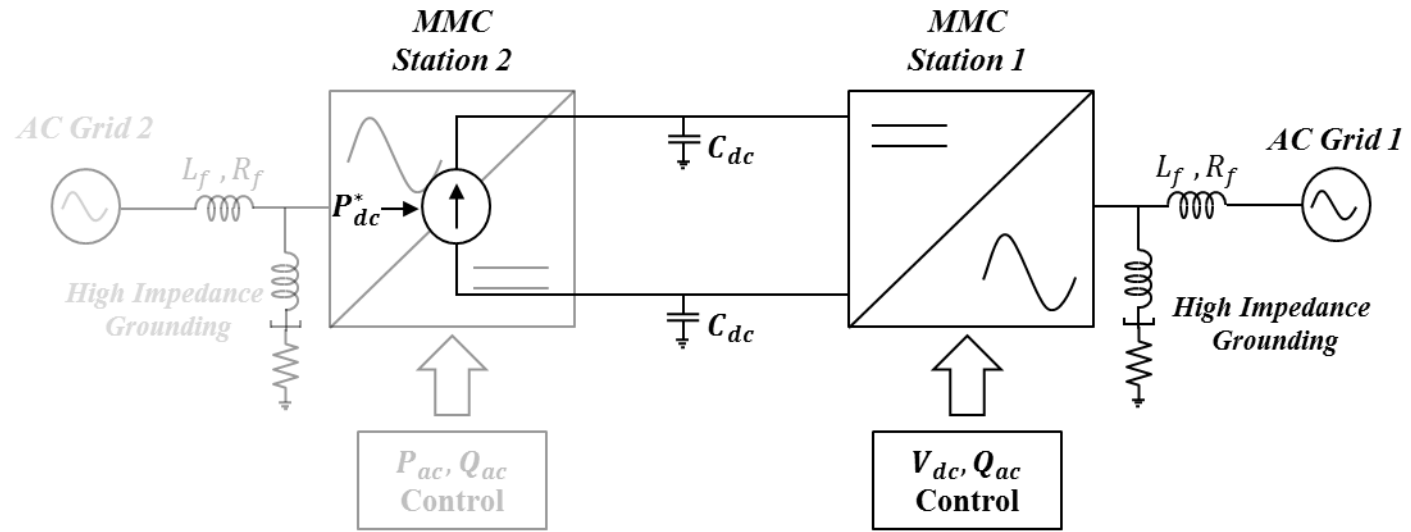 MMC
Station 2
MMC
Station 1
AC Grid 2
L_f , R_f
P*_dc
C_dc
AC Grid 1
L_f , R_f
High Impedance
Grounding
C_dc
High Impedance
Grounding
P_ac, Q_ac
Control
V_dc, Q_ac
Control